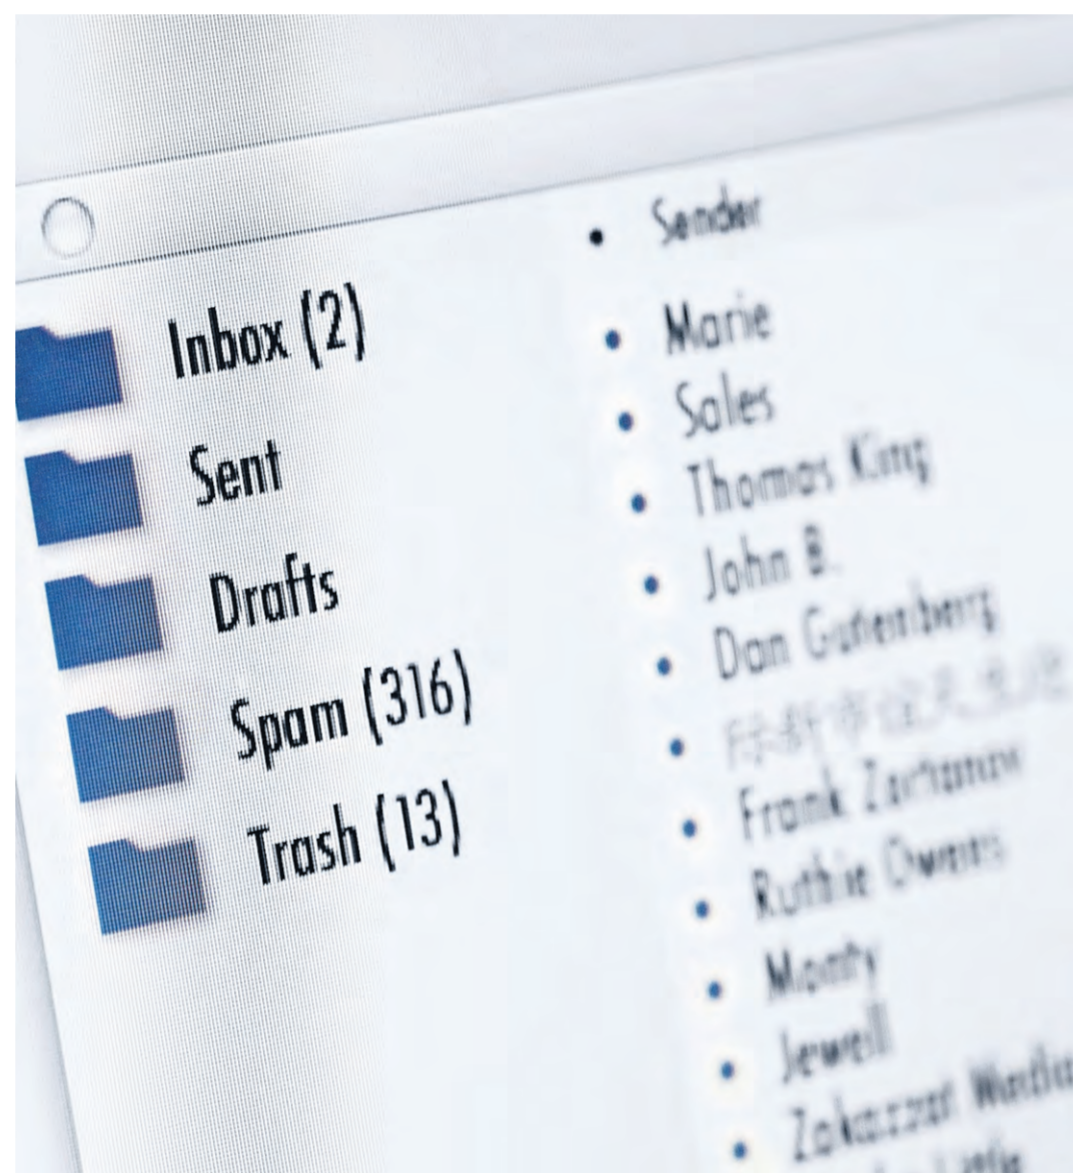 Inbox (2)
Sent
Drafts
Spam (316)
Trash (13)
Sender
Marie
Sales
Thomas King
John B.
Dan Gutenberg
Frank
Ruthie Owens
Monty
Jewell
Media